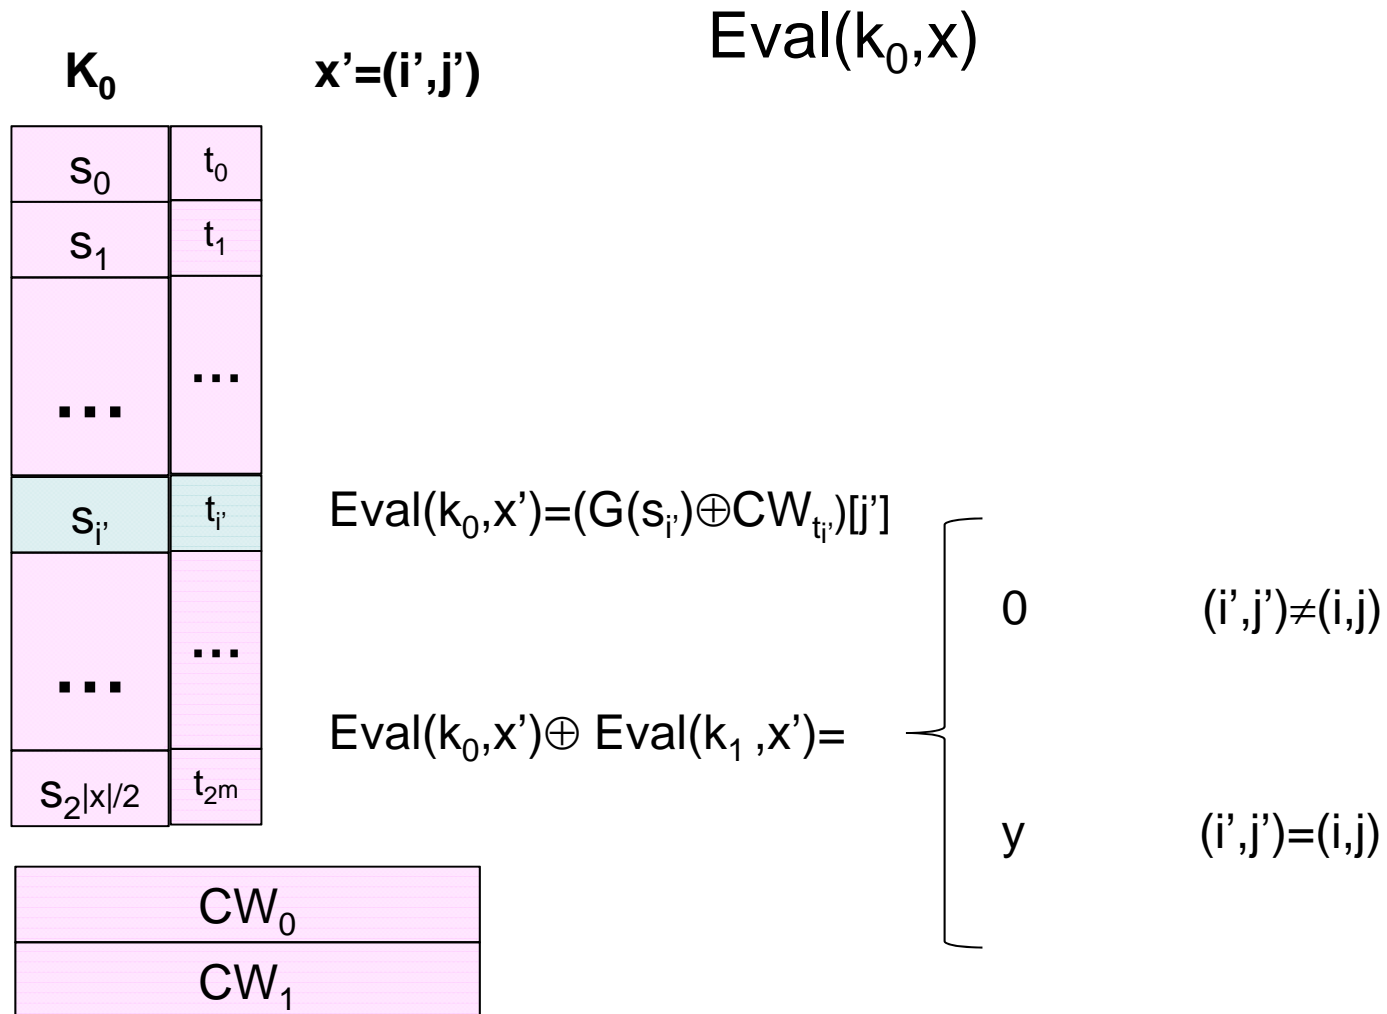 Eval(k₀,x)
K₀ x’=(i’,j’)
s₀ t₀
s₁ t₁
... ...
sᵢ’ tᵢ’ Eval(k₀,x’)=(G(sᵢ’)⊕CW_tᵢ’)[j’]
0 (i’,j’)≠(i,j)
... ...
Eval(k₀,x’)⊕ Eval(k₁ ,x’)=
s₂|x|/2 t₂m
y (i’,j’)=(i,j)
CW₀
CW₁